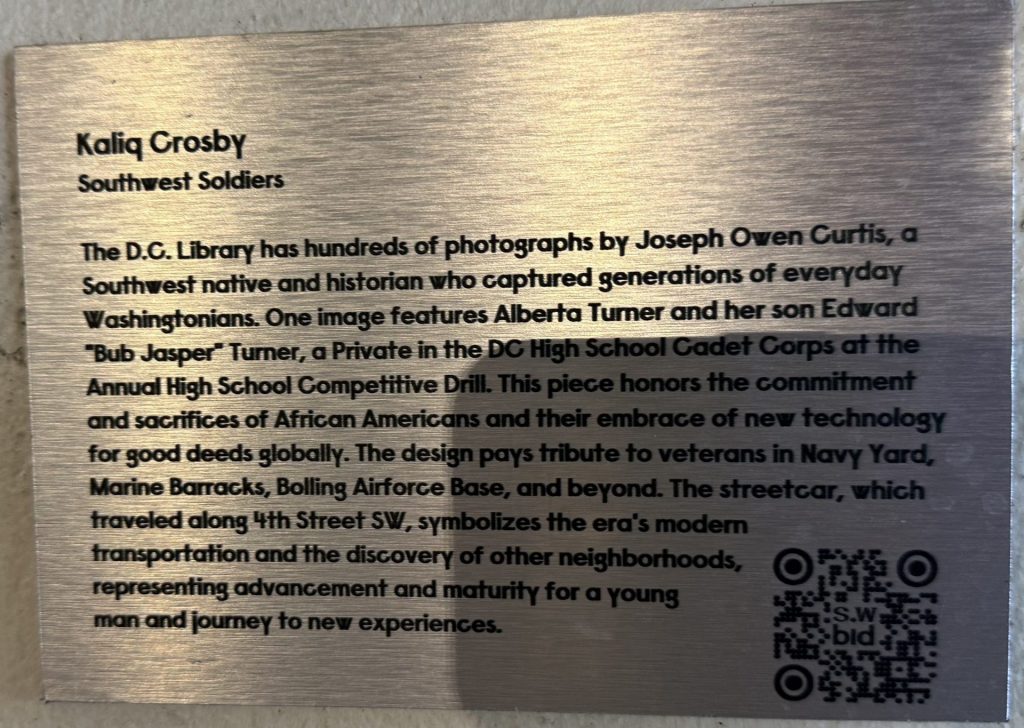 Kaliq Crosby
Southwest Soldiers
The D.C. Library has hundreds of photographs by Joseph Owen Curtis, a
Southwest native and historian who captured generations of everyday
Washingtonians. One image features Alberta Turner and her son Edward
"Bub Jasper" Turner, a Private in the DC High School Cadet Corps at the
Annual High School Competitive Drill. This piece honors the commitment
and sacrifices of African Americans and their embrace of new technology
for good deeds globally. The design pays tribute to veterans in Navy Yard,
Marine Barracks, Bolling Airforce Base, and beyond. The streetcar, which
traveled along 4th Street SW, symbolizes the era's modern
transportation and the discovery of other neighborhoods,
representing advancement and maturity for a young
man and journey to new experiences.
S.W
bid